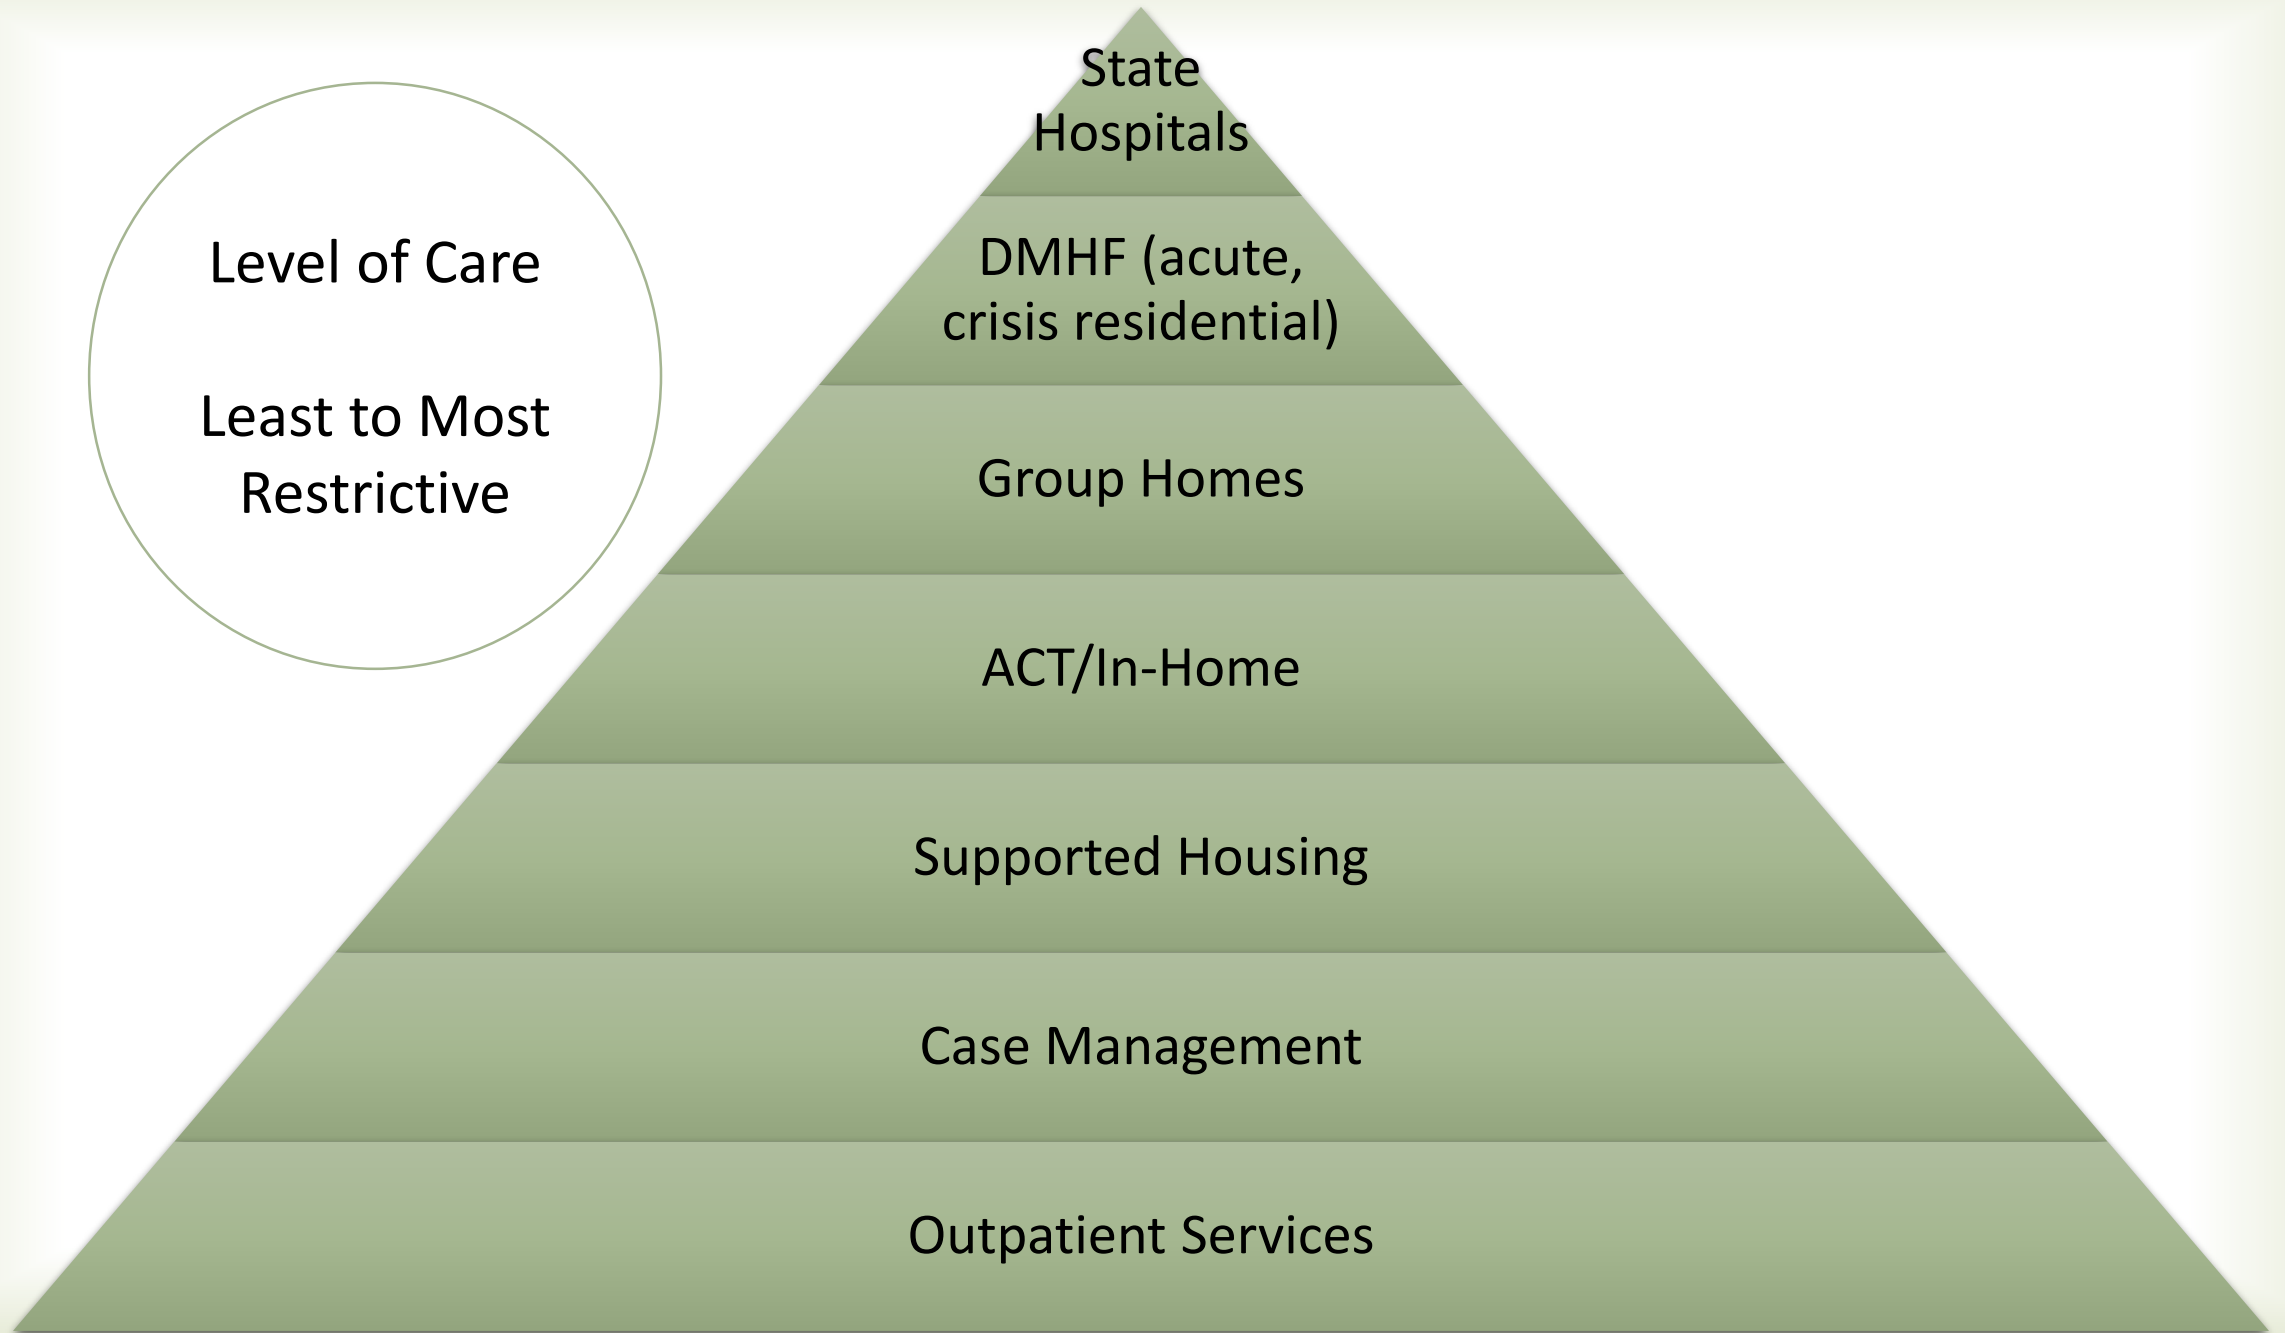 Level of Care
Least to Most
Restrictive
State
Hospitals
DMHF (acute,
crisis residential)
Group Homes
ACT/In-Home
Supported Housing
Case Management
Outpatient Services